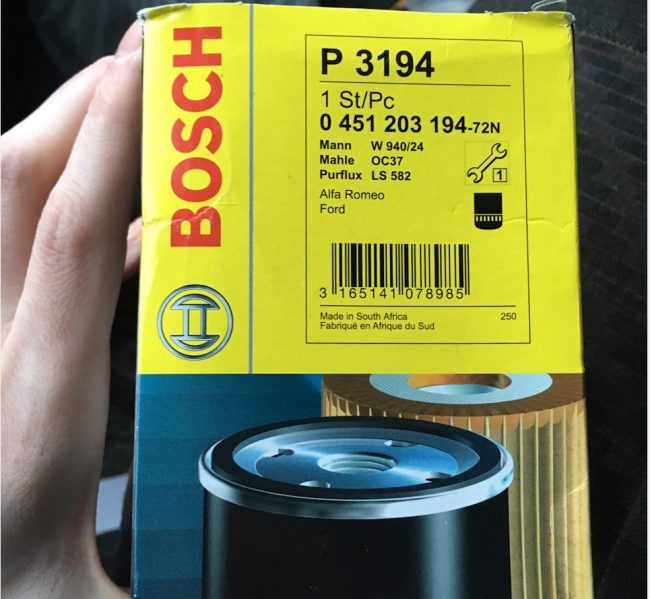 BOSCH
P 3194
1 St/Pc
0 451 203 194-72N
Mann W 940/24
Mahle OC37
Purflux LS 582
1
Alfa Romeo
Ford
3 165141 078985
Made in South Africa 250
Fabriqué en Afrique du Sud